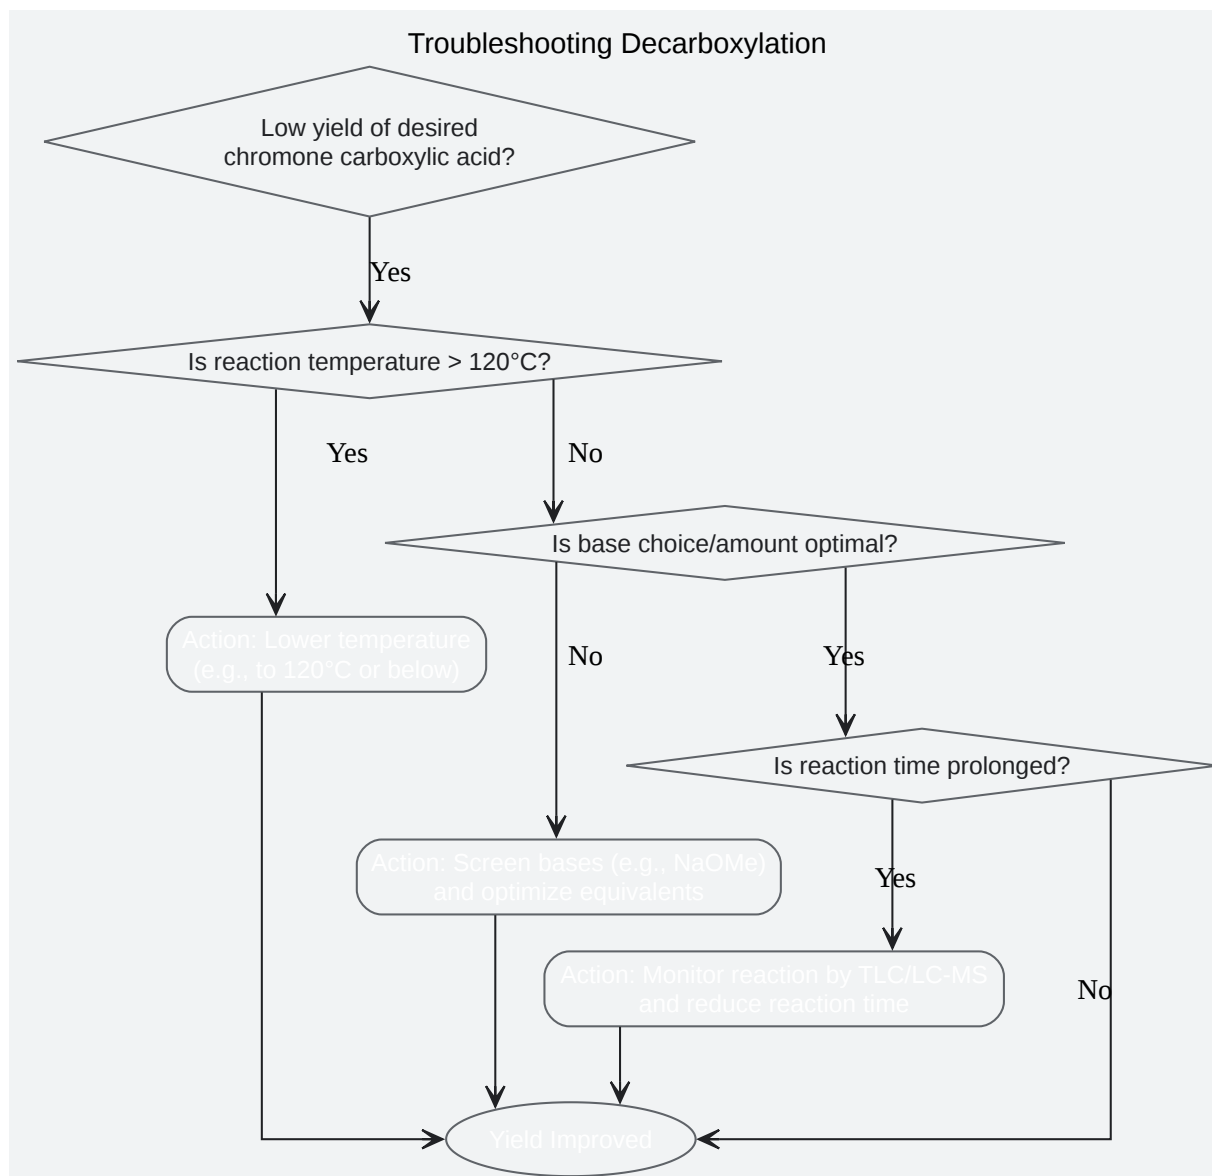 Troubleshooting Decarboxylation
Low yield of desired
chromone carboxylic acid?
Yes
Is reaction temperature > 120°C?
Yes
No
Is base choice/amount optimal?
Action: Lower temperature
(e.g., to 120°C or below)
No
Yes
Is reaction time prolonged?
Action: Screen bases (e.g., NaOMe)
and optimize equivalents
Yes
Action: Monitor reaction by TLC/LC-MS
and reduce reaction time
No
Yield Improved